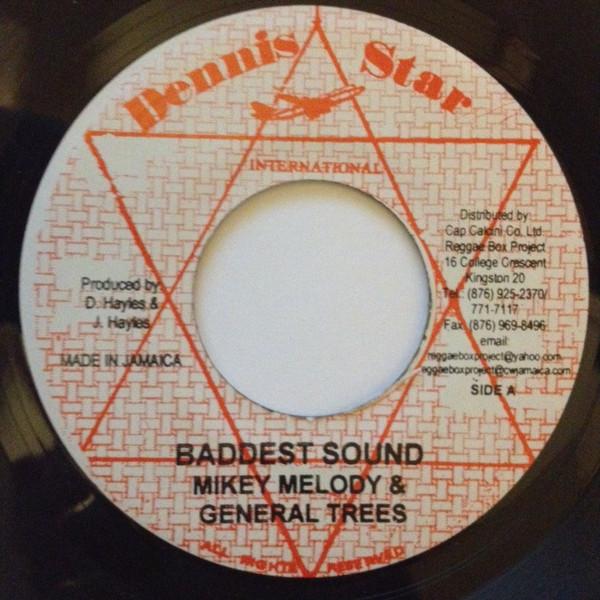 Dennis Star
INTERNATIONAL
Produced by
D. Hayles &
J. Hayles
MADE IN JAMAICA
Distributed by
Cap Calcini Co. Ltd
Reggae Box Project
16 College Crescent
Kingston 20
Tel: (876) 925-2370/
771-7117
Fax: (876) 969-8496
email:
reggaeboxproject@yahoo.com
reggaeboxproject@cwjamaica.com
SIDE A
BADDEST SOUND
MIKEY MELODY &
GENERAL TREES
ALL RIGHTS RESERVED